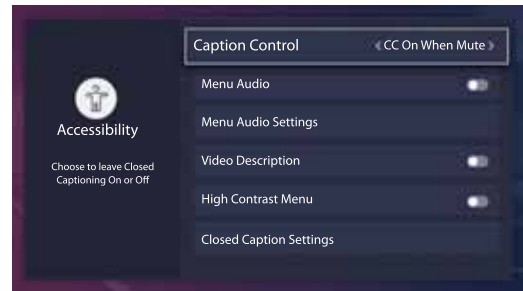 Accessibility
Choose to leave Closed
Captioning On or Off
Caption Control CC On When Mute
Menu Audio
Menu Audio Settings
Video Description
High Contrast Menu
Closed Caption Settings